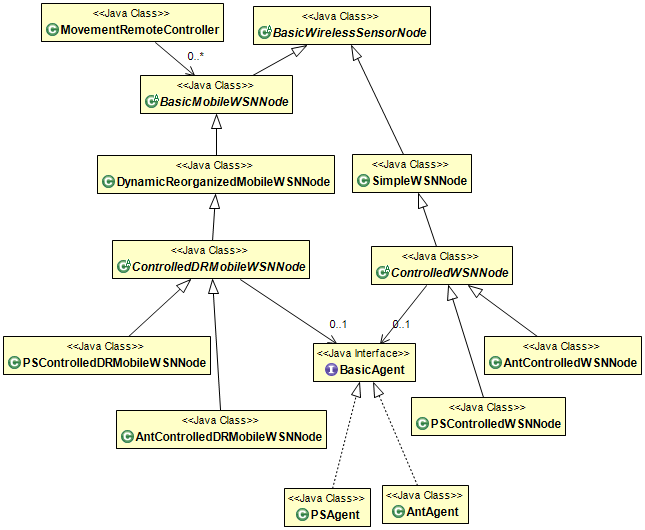 <<Java Class>>
MovementRemoteController
<<Java Class>>
BasicWirelessSensorNode
0..*
<<Java Class>>
BasicMobileWSNNode
<<Java Class>>
DynamicReorganizedMobileWSNNode
<<Java Class>>
SimpleWSNNode
<<Java Class>>
ControlledDRMobileWSNNode
<<Java Class>>
ControlledWSNNode
0..1
0..1
<<Java Class>>
PSControlledDRMobileWSNNode
<<Java Interface>>
BasicAgent
<<Java Class>>
AntControlledWSNNode
<<Java Class>>
AntControlledDRMobileWSNNode
<<Java Class>>
PSControlledWSNNode
<<Java Class>>
PSAgent
<<Java Class>>
AntAgent